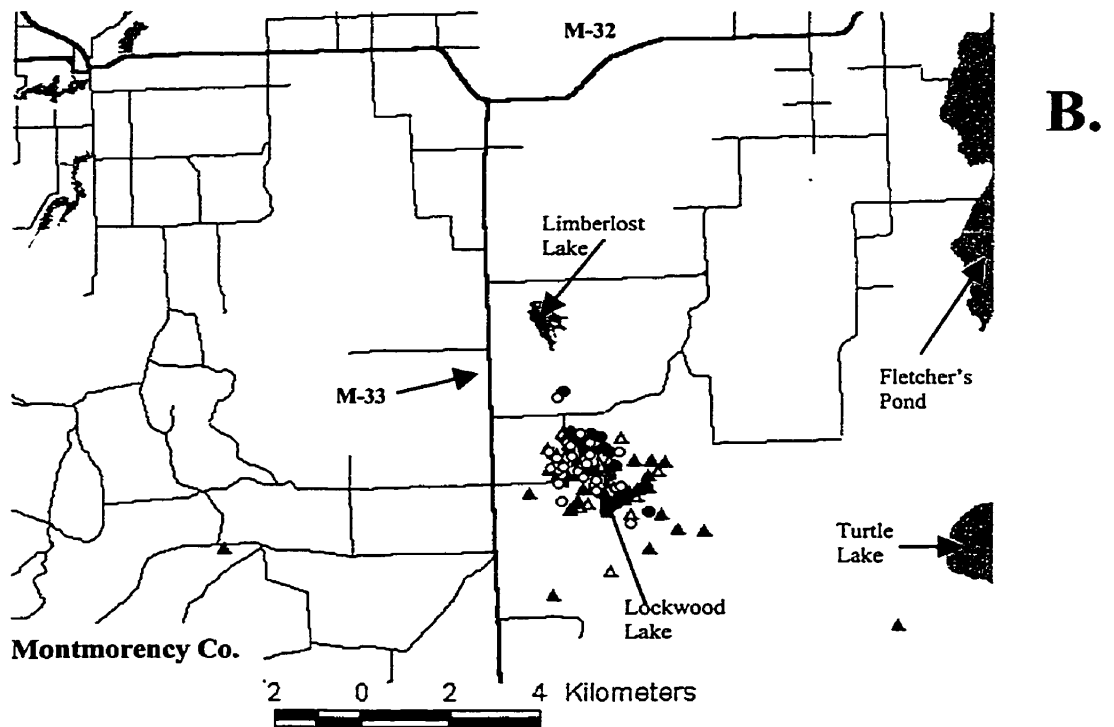 M-32
B.
Limberlost
Lake
M-33
Fletcher's
Pond
Turtle
Lake
Lockwood
Lake
Montmorency Co.
2 0 2 4 Kilometers